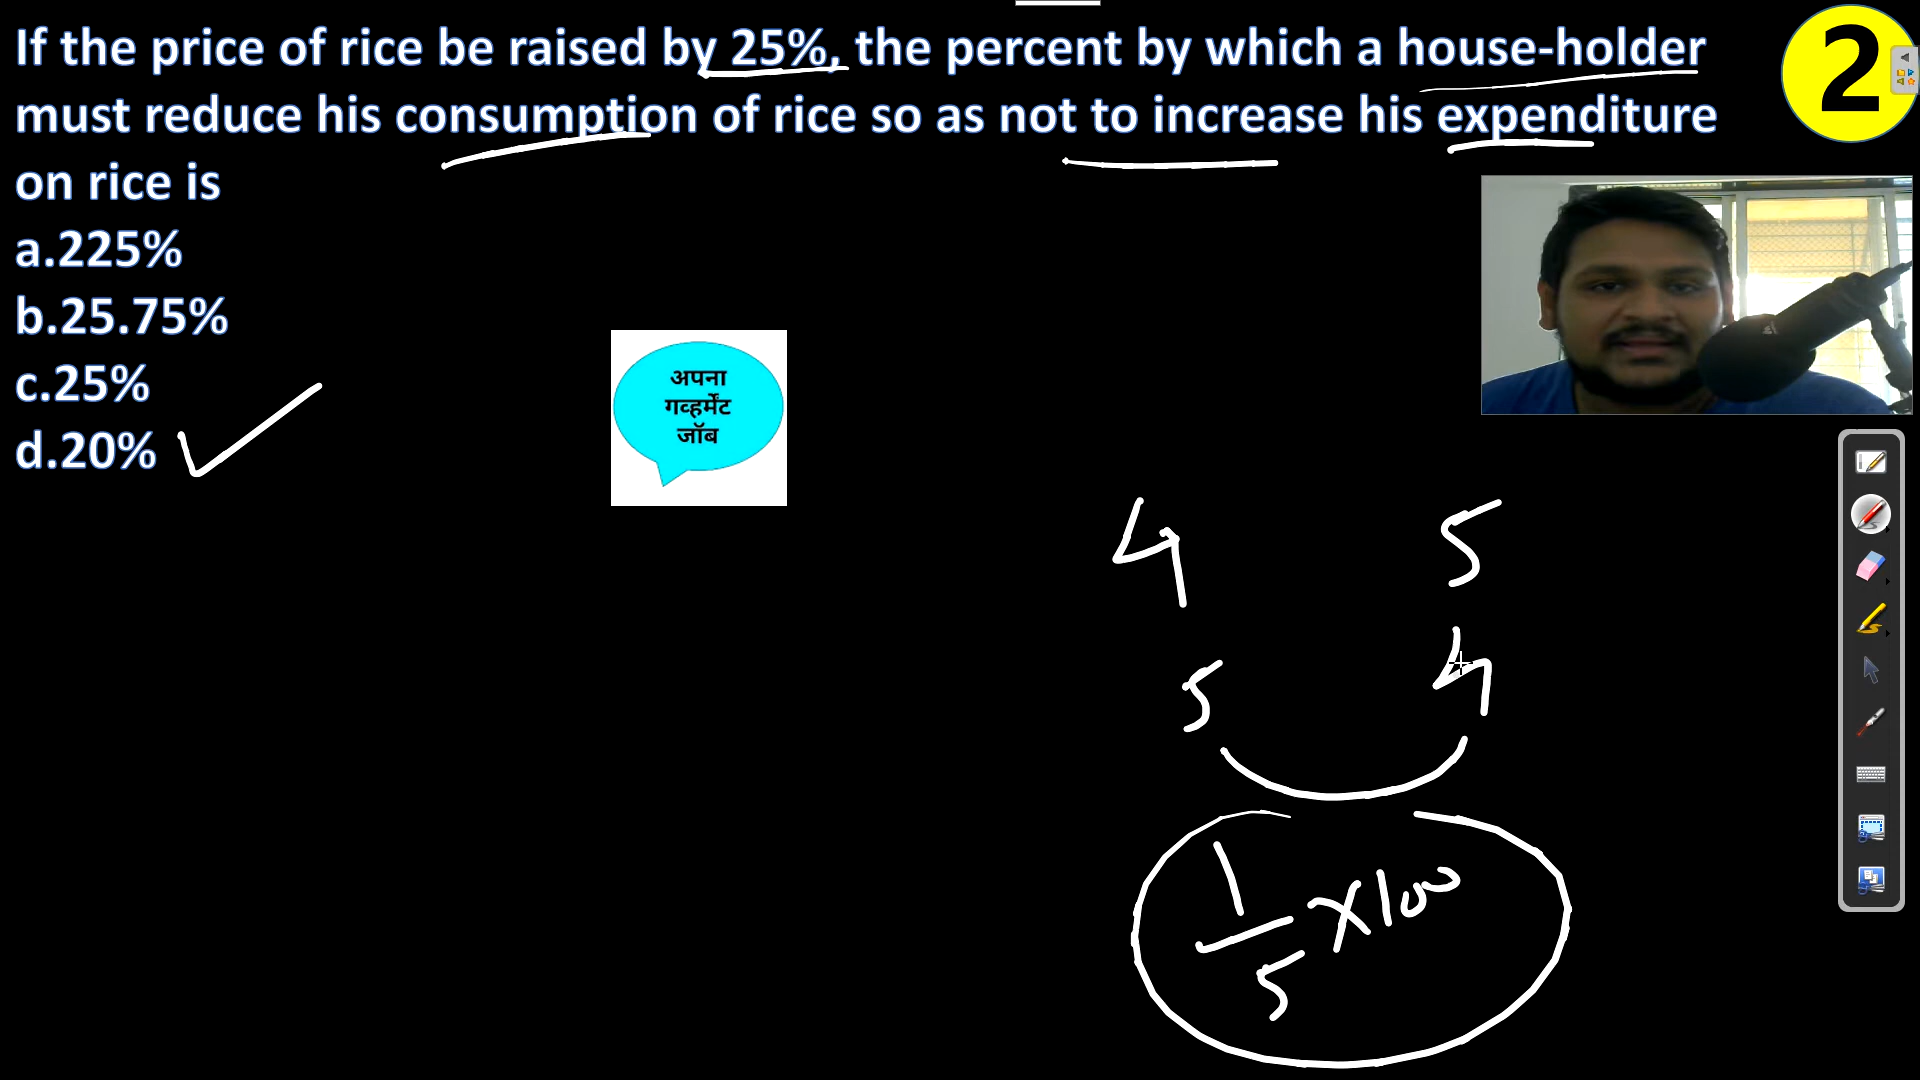 If the price of rice be raised by 25%, the percent by which a house-holder
must reduce his consumption of rice so as not to increase his expenditure
on rice is
a.225%
b.25.75%
c.25%
d.20%
2
अपना
गव्हर्मेंट
जॉब
4 5
5 4
1/5 x100